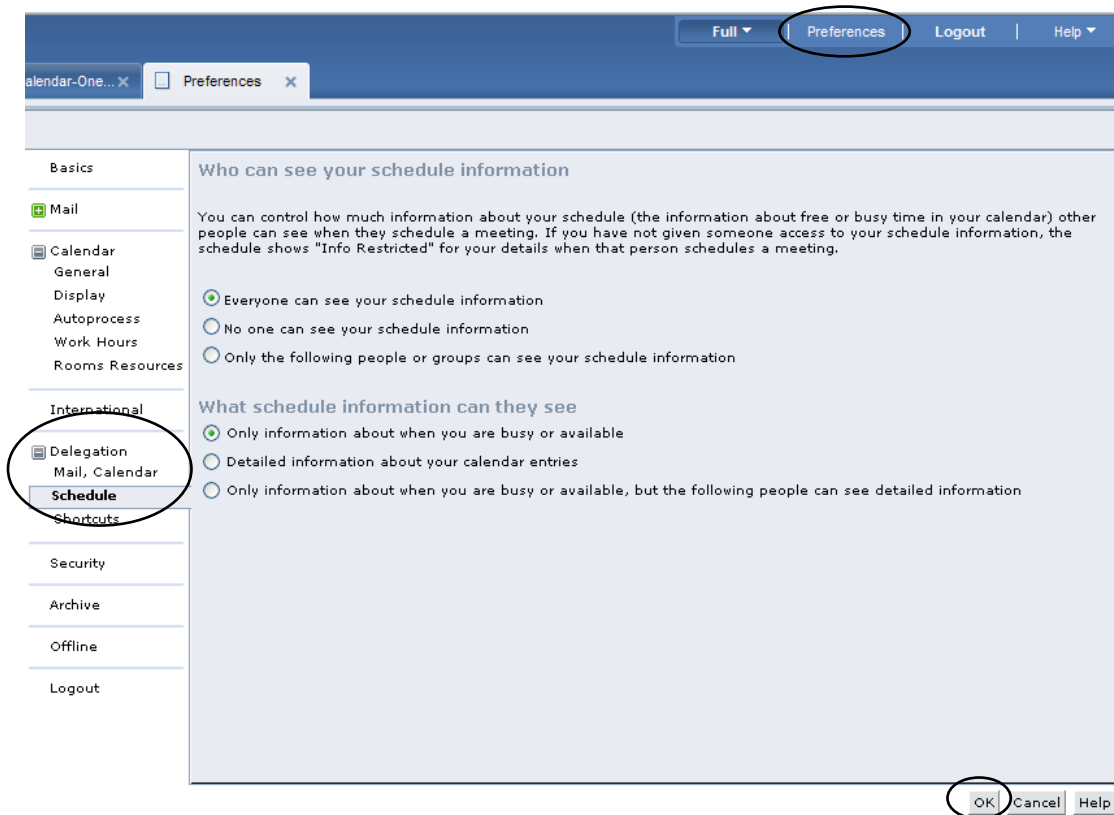 Full | Preferences | Logout | Help
alendar-One... Preferences
Basics
Mail
Calendar
General
Display
Autoprocess
Work Hours
Rooms Resources
International
Delegation
Mail, Calendar
Schedule
Shortcuts
Security
Archive
Offline
Logout
Who can see your schedule information
You can control how much information about your schedule (the information about free or busy time in your calendar) other
people can see when they schedule a meeting. If you have not given someone access to your schedule information, the
schedule shows "Info Restricted" for your details when that person schedules a meeting.
Everyone can see your schedule information
No one can see your schedule information
Only the following people or groups can see your schedule information
What schedule information can they see
Only information about when you are busy or available
Detailed information about your calendar entries
Only information about when you are busy or available, but the following people can see detailed information
OK Cancel Help